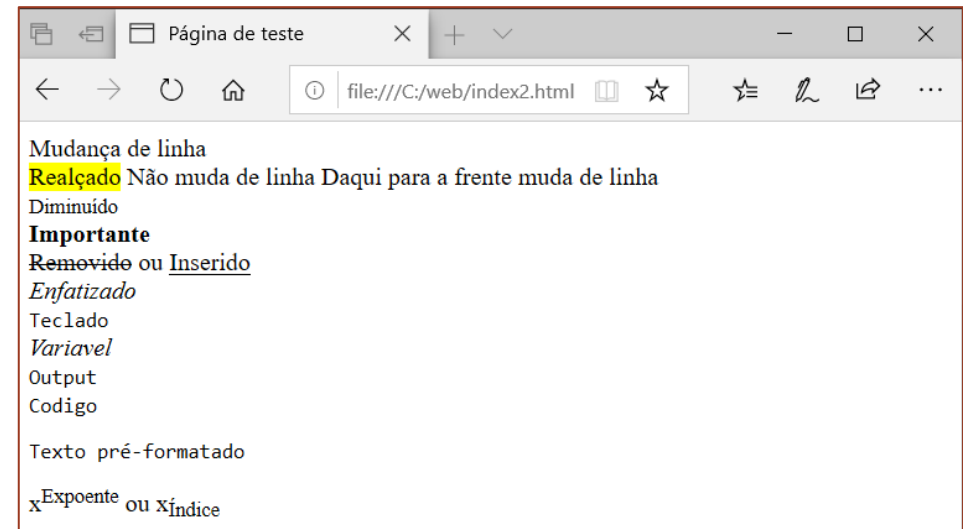 Página de teste
file:///C:/web/index2.html
Mudança de linha
Realçado Não muda de linha Daqui para a frente muda de linha
Diminuído
Importante
Removido ou Inserido
Enfatizado
Teclado
Variavel
Output
Codigo
Texto pré-formatado
xExpoente ou xÍndice